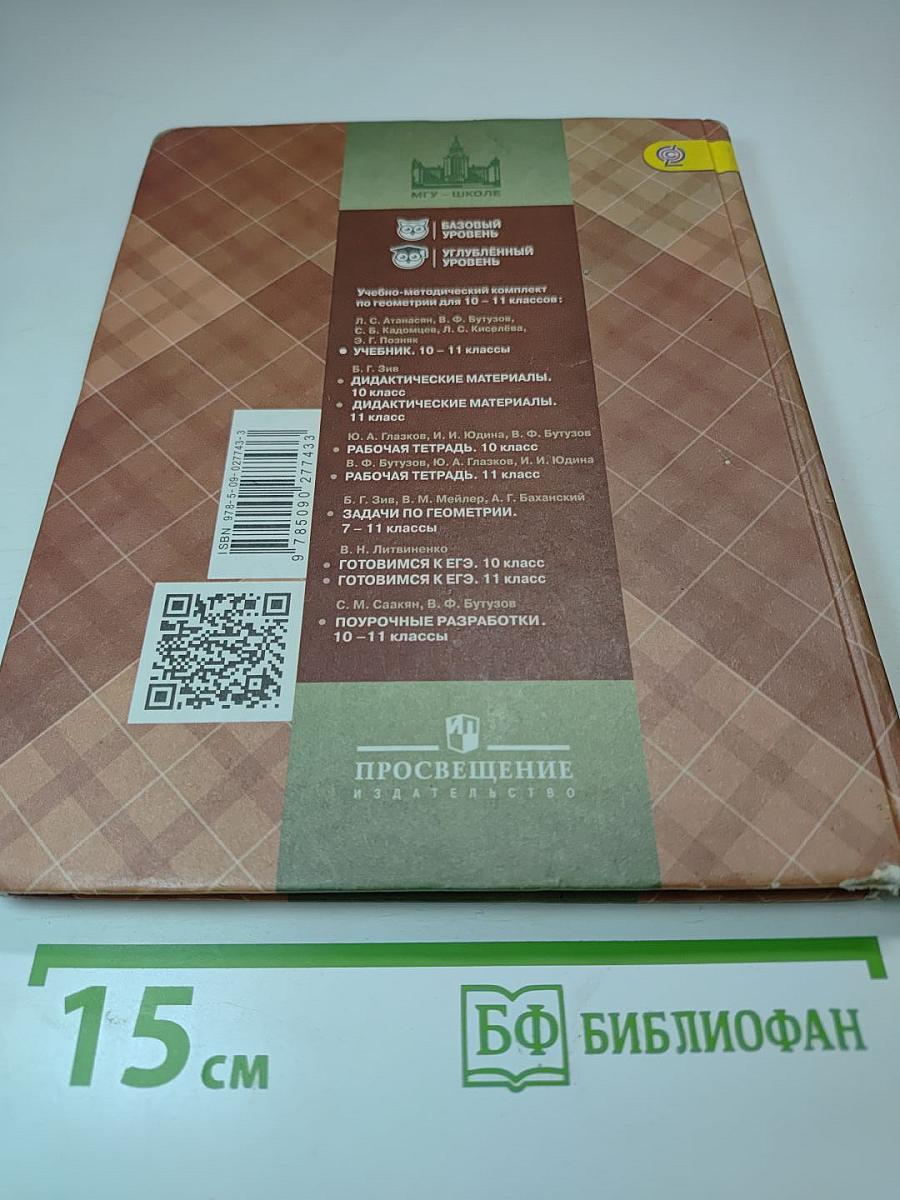 МГУ – ШКОЛЕ
БАЗОВЫЙ
УРОВЕНЬ
УГЛУБЛЁННЫЙ
УРОВЕНЬ
Учебно-методический комплект
по геометрии для 10 – 11 классов:
Л. С. Атанасян, В. Ф. Бутузов,
С. Б. Кадомцев, Л. С. Киселёва,
Э. Г. Позняк
• УЧЕБНИК. 10 – 11 классы
Б. Г. Зив
• ДИДАКТИЧЕСКИЕ МАТЕРИАЛЫ.
10 класс
• ДИДАКТИЧЕСКИЕ МАТЕРИАЛЫ.
11 класс
Ю. А. Глазков, И. И. Юдина, В. Ф. Бутузов
• РАБОЧАЯ ТЕТРАДЬ. 10 класс
В. Ф. Бутузов, Ю. А. Глазков, И. И. Юдина
• РАБОЧАЯ ТЕТРАДЬ. 11 класс
Б. Г. Зив, В. М. Мейлер, А. Г. Баханский
• ЗАДАЧИ ПО ГЕОМЕТРИИ.
7 – 11 классы
В. Н. Литвиненко
• ГОТОВИМСЯ К ЕГЭ. 10 класс
• ГОТОВИМСЯ К ЕГЭ. 11 класс
С. М. Саакян, В. Ф. Бутузов
• ПОУРОЧНЫЕ РАЗРАБОТКИ.
10 – 11 классы
ISBN 978-5-09-027743-3
9 785090 277433
ПРОСВЕЩЕНИЕ
ИЗДАТЕЛЬСТВО
15 см
БФ БИБЛИОФАН